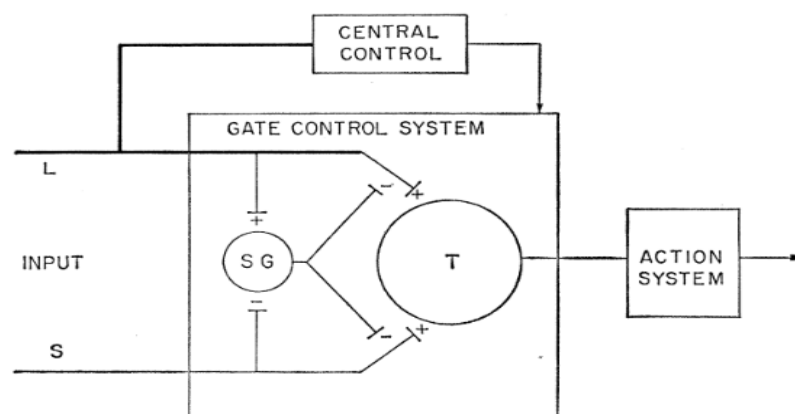 CENTRAL
CONTROL
GATE CONTROL SYSTEM
L
+
-
+
INPUT
SG
T
ACTION
SYSTEM
-
-
+
S